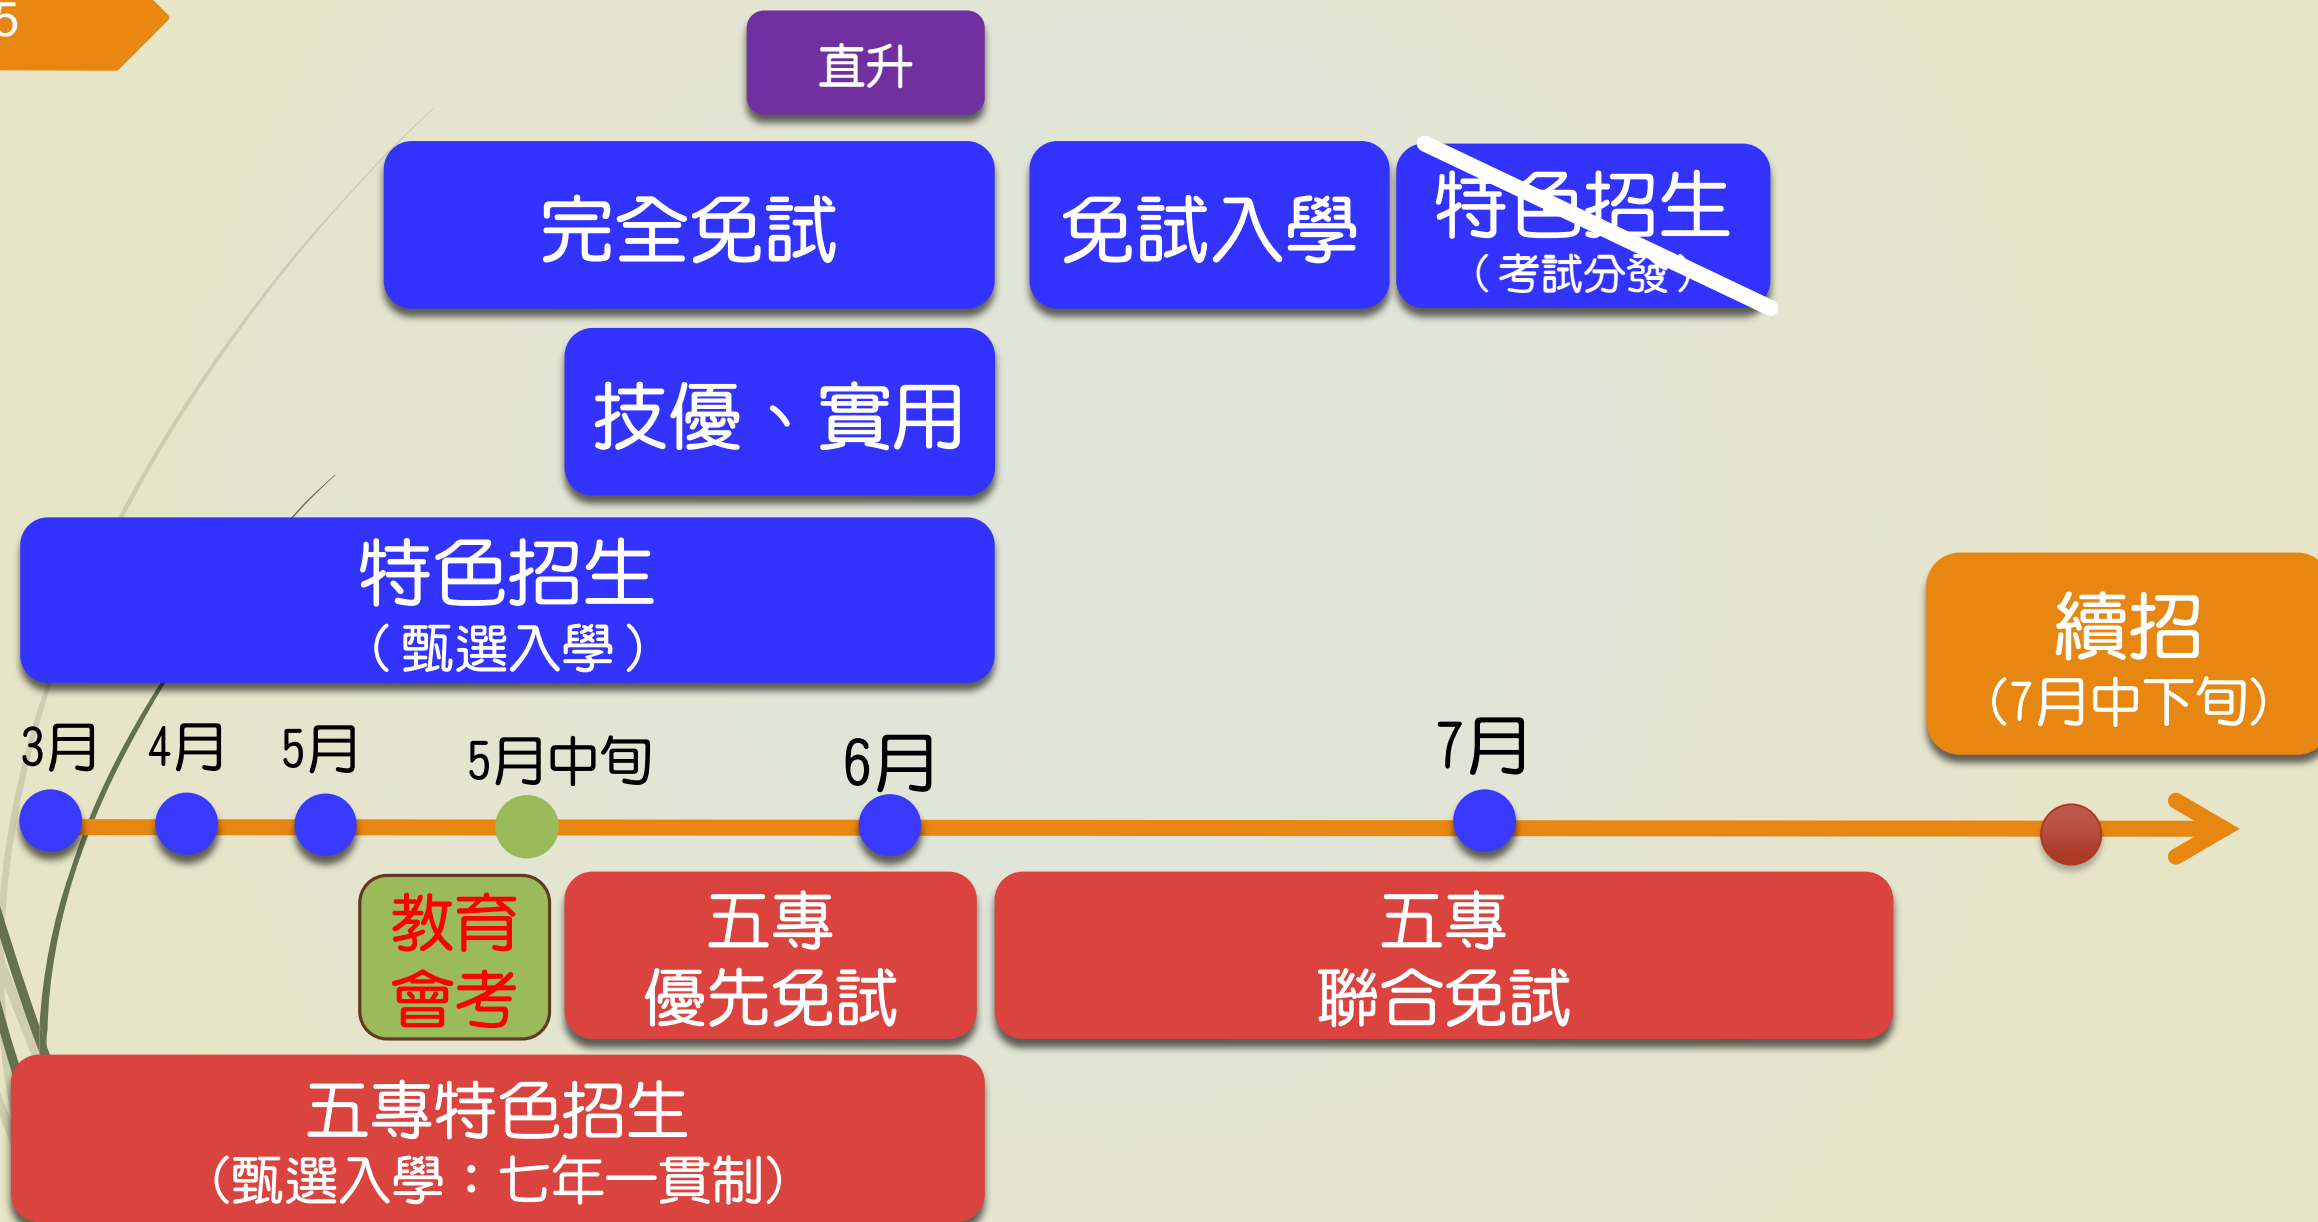 5
直升
完全免試
免試入學
特色招生
（考試分發）
技優、實用
特色招生
（甄選入學）
續招
(7月中下旬)
3月
4月
5月
5月中旬
6月
7月
教育
會考
五專
優先免試
五專
聯合免試
五專特色招生
(甄選入學：七年一貫制)